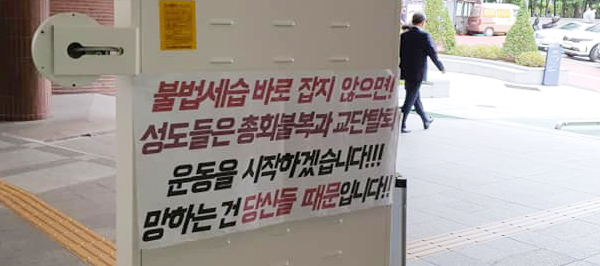 불법세습 바로 잡지 않으면!
성도들은 총회불복과 교단탈퇴
운동을 시작하겠습니다!!!
망하는건 당신들 때문입니다!!